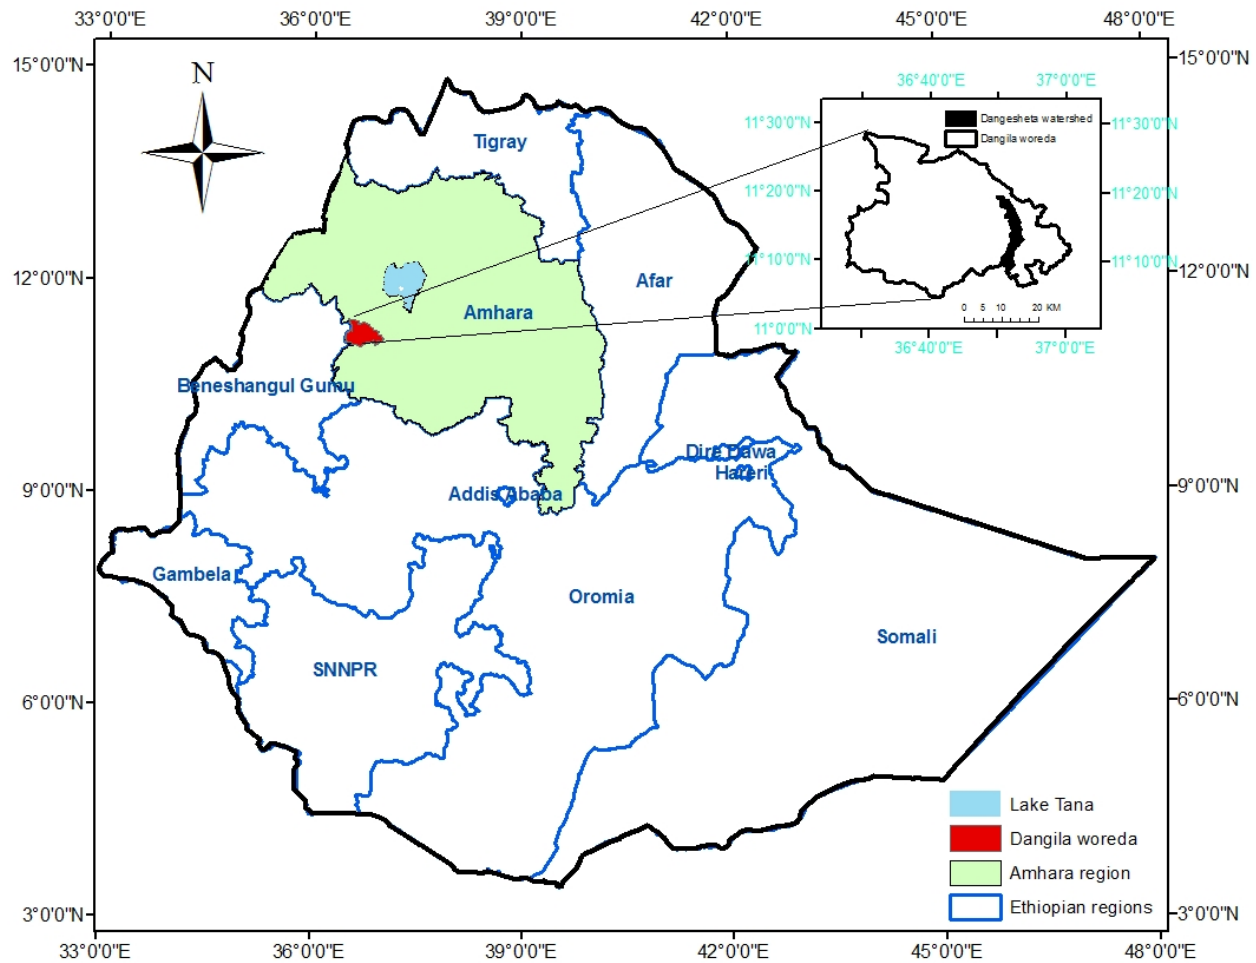 33°0'0"E 36°0'0"E 39°0'0"E 42°0'0"E 45°0'0"E 48°0'0"E
15°0'0"N 15°0'0"N
N
36°40'0"E 37°0'0"E
11°30'0"N 11°30'0"N
Dangesheta watershed
Dangila woreda
Tigray
11°20'0"N 11°20'0"N
11°10'0"N 11°10'0"N
12°0'0"N 12°0'0"N
Afar
Amhara
0 5 10 20 KM
11°0'0"N
36°40'0"E 37°0'0"E
Beneshangul Gumu
Dire Dawa
Hareri
9°0'0"N 9°0'0"N
Addis Ababa
Gambela
Oromia
Somali
SNNPR
6°0'0"N 6°0'0"N
Lake Tana
Dangila woreda
Amhara region
Ethiopian regions
3°0'0"N 3°0'0"N
33°0'0"E 36°0'0"E 39°0'0"E 42°0'0"E 45°0'0"E 48°0'0"E